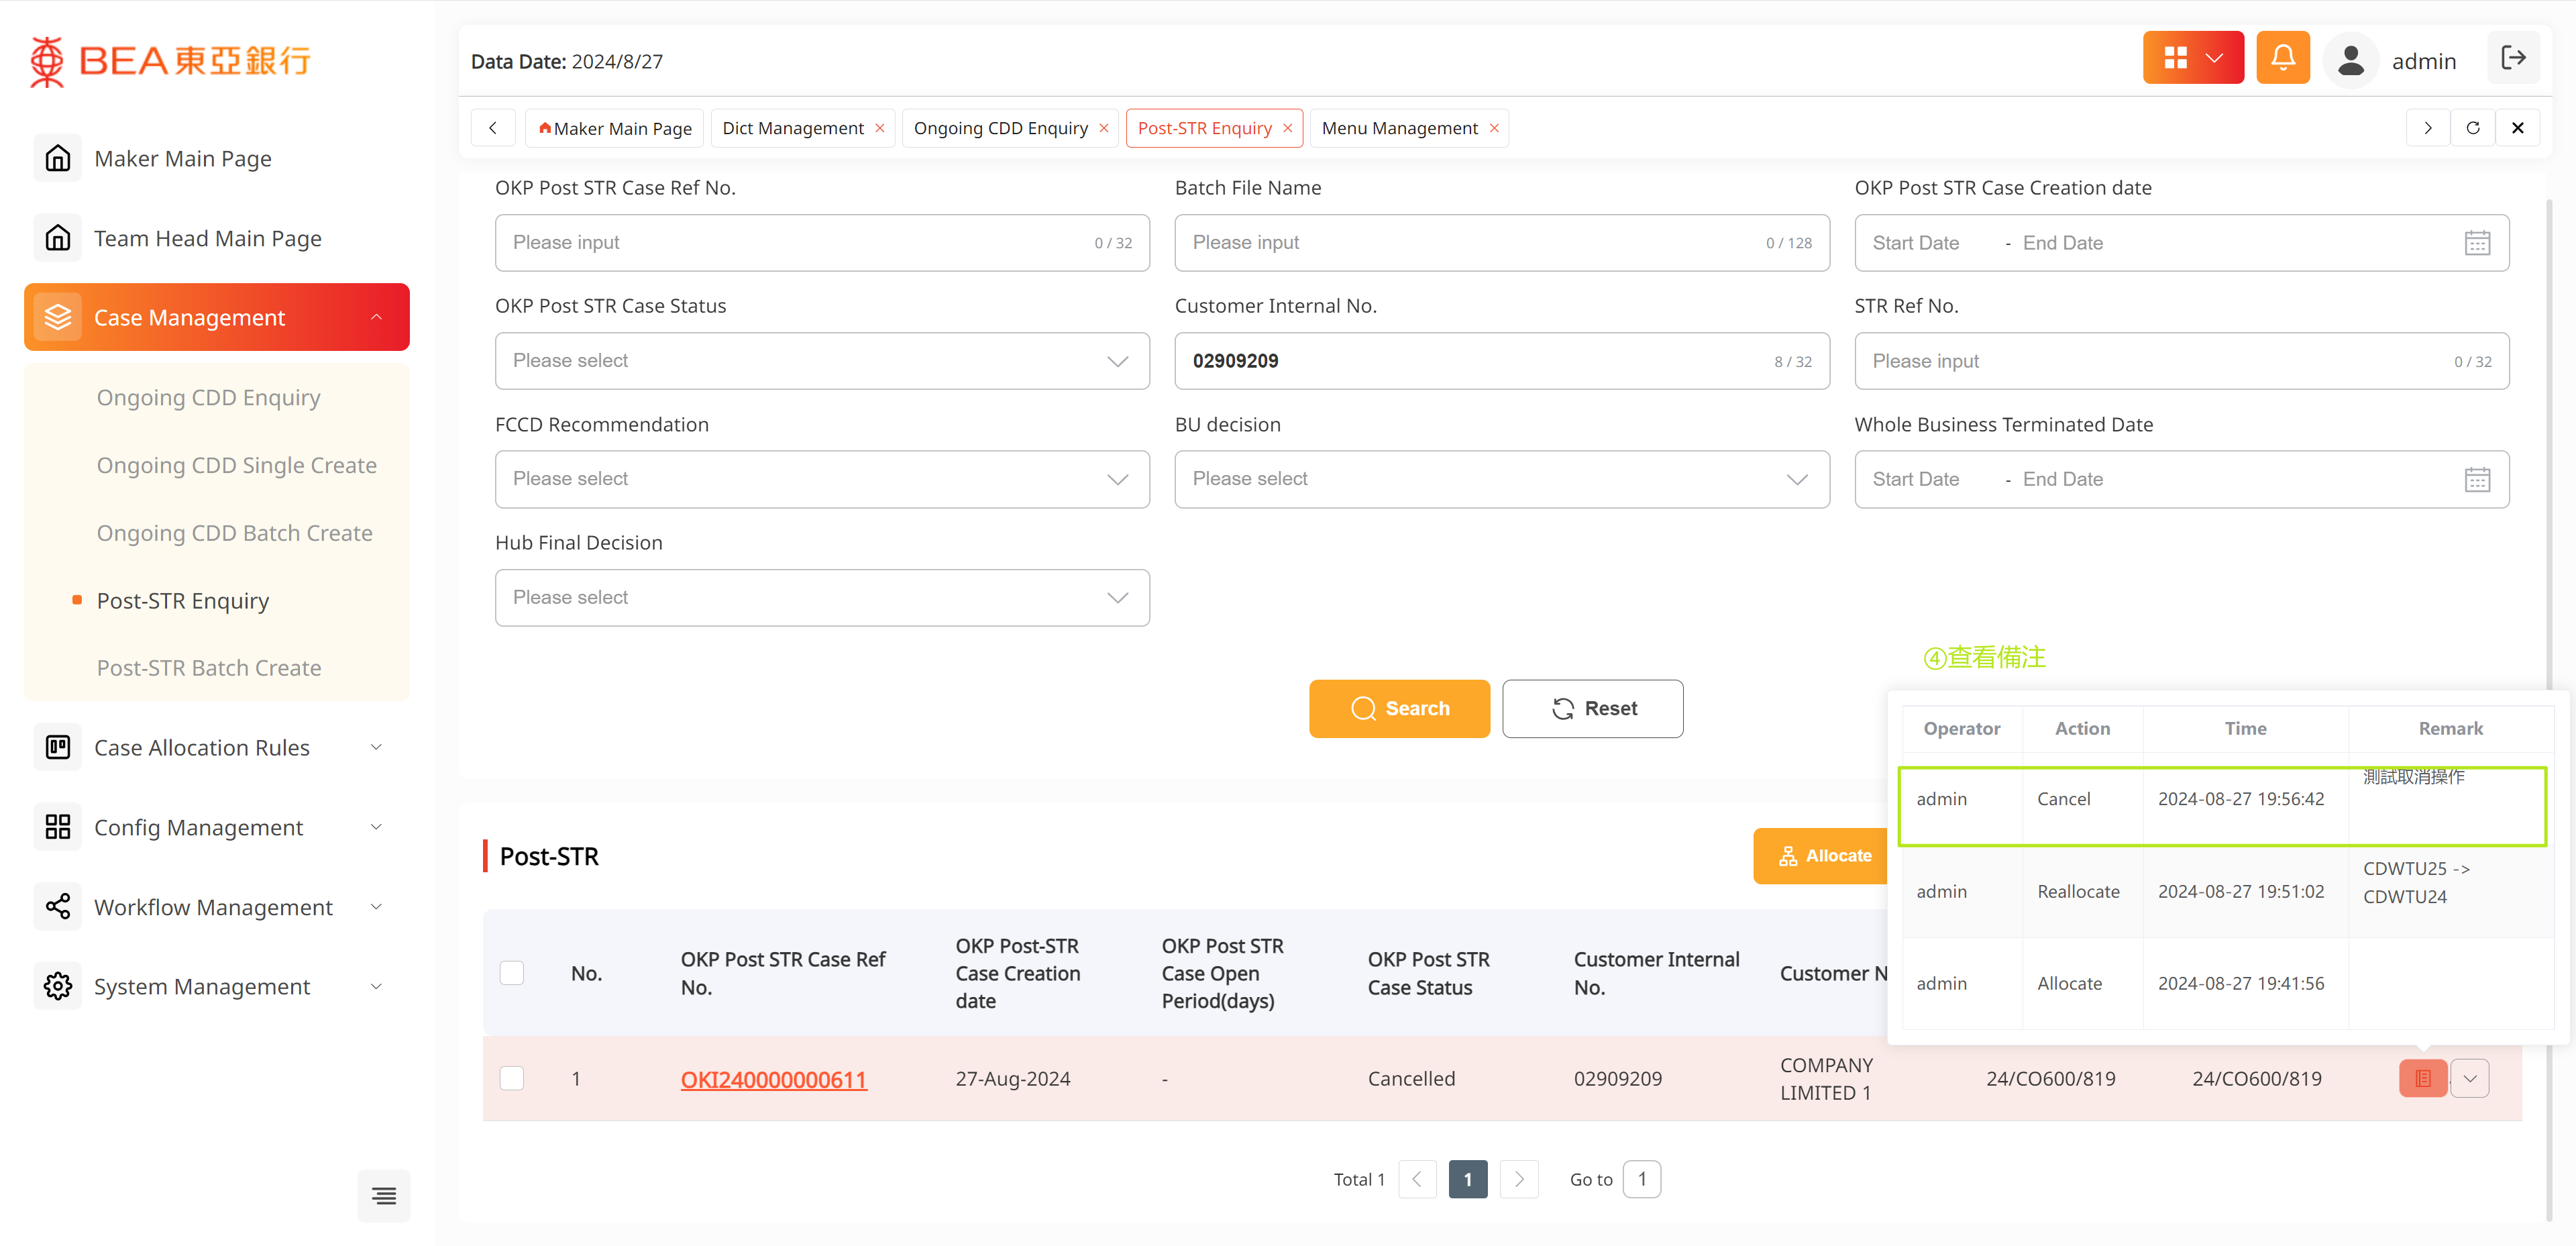 BEA東亞銀行
Data Date: 2024/8/27
admin
Maker Main Page
Dict Management
Ongoing CDD Enquiry
Post-STR Enquiry
Menu Management
Maker Main Page
Team Head Main Page
Case Management
Ongoing CDD Enquiry
Ongoing CDD Single Create
Ongoing CDD Batch Create
Post-STR Enquiry
Post-STR Batch Create
Case Allocation Rules
Config Management
Workflow Management
System Management
OKP Post STR Case Ref No.
Please input 0 / 32
Batch File Name
Please input 0 / 128
OKP Post STR Case Creation date
Start Date - End Date
OKP Post STR Case Status
Please select
Customer Internal No.
02909209 8 / 32
STR Ref No.
Please input 0 / 32
FCCD Recommendation
Please select
BU decision
Please select
Whole Business Terminated Date
Start Date - End Date
Hub Final Decision
Please select
Search
Reset
④查看備注
Operator Action Time Remark
admin Cancel 2024-08-27 19:56:42 測試取消操作
admin Reallocate 2024-08-27 19:51:02 CDWTU25 ->
CDWTU24
admin Allocate 2024-08-27 19:41:56
Post-STR
Allocate
No.
OKP Post STR Case Ref
No.
OKP Post-STR
Case Creation
date
OKP Post STR
Case Open
Period(days)
OKP Post STR
Case Status
Customer Internal
No.
Customer N
1
OKI240000000611
27-Aug-2024
-
Cancelled
02909209
COMPANY
LIMITED 1
24/CO600/819
24/CO600/819
Total 1
1
Go to 1